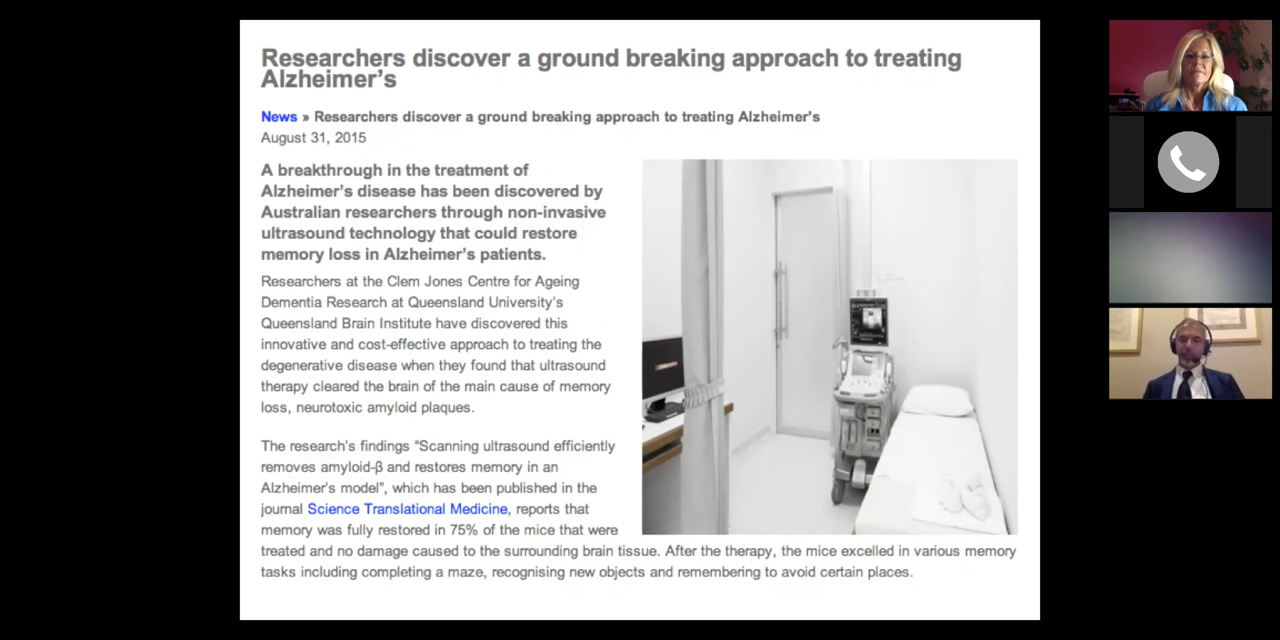 Researchers discover a ground breaking approach to treating
Alzheimer’s
News » Researchers discover a ground breaking approach to treating Alzheimer’s
August 31, 2015
A breakthrough in the treatment of
Alzheimer’s disease has been discovered by
Australian researchers through non-invasive
ultrasound technology that could restore
memory loss in Alzheimer’s patients.
Researchers at the Clem Jones Centre for Ageing
Dementia Research at Queensland University’s
Queensland Brain Institute have discovered this
innovative and cost-effective approach to treating the
degenerative disease when they found that ultrasound
therapy cleared the brain of the main cause of memory
loss, neurotoxic amyloid plaques.
The research’s findings “Scanning ultrasound efficiently
removes amyloid-β and restores memory in an
Alzheimer’s model”, which has been published in the
journal Science Translational Medicine, reports that
memory was fully restored in 75% of the mice that were
treated and no damage caused to the surrounding brain tissue. After the therapy, the mice excelled in various memory
tasks including completing a maze, recognising new objects and remembering to avoid certain places.